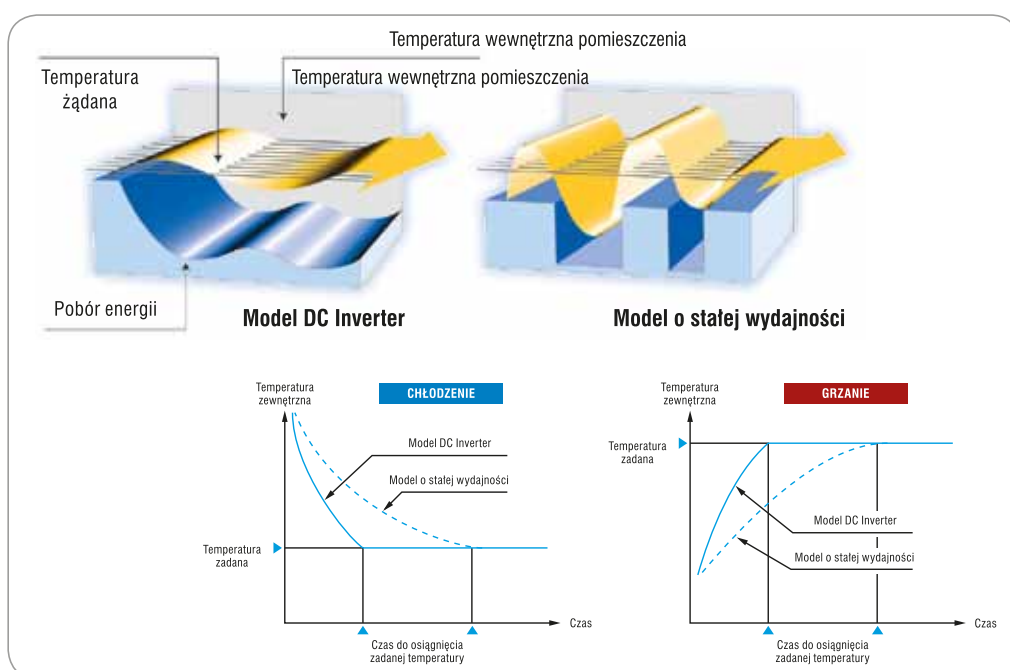 Temperatura wewnętrzna pomieszczenia
Temperatura
żądana
Temperatura wewnętrzna pomieszczenia
Pobór energii
Model DC Inverter
Model o stałej wydajności
Temperatura
zewnętrzna
CHŁODZENIE
Model DC Inverter
Model o stałej wydajności
Temperatura
zadana
Czas
Czas do osiągnięcia
zadanej temperatury
Temperatura
zewnętrzna
GRZANIE
Temperatura
zadana
Model DC Inverter
Model o stałej wydajności
Czas
Czas do osiągnięcia
zadanej temperatury